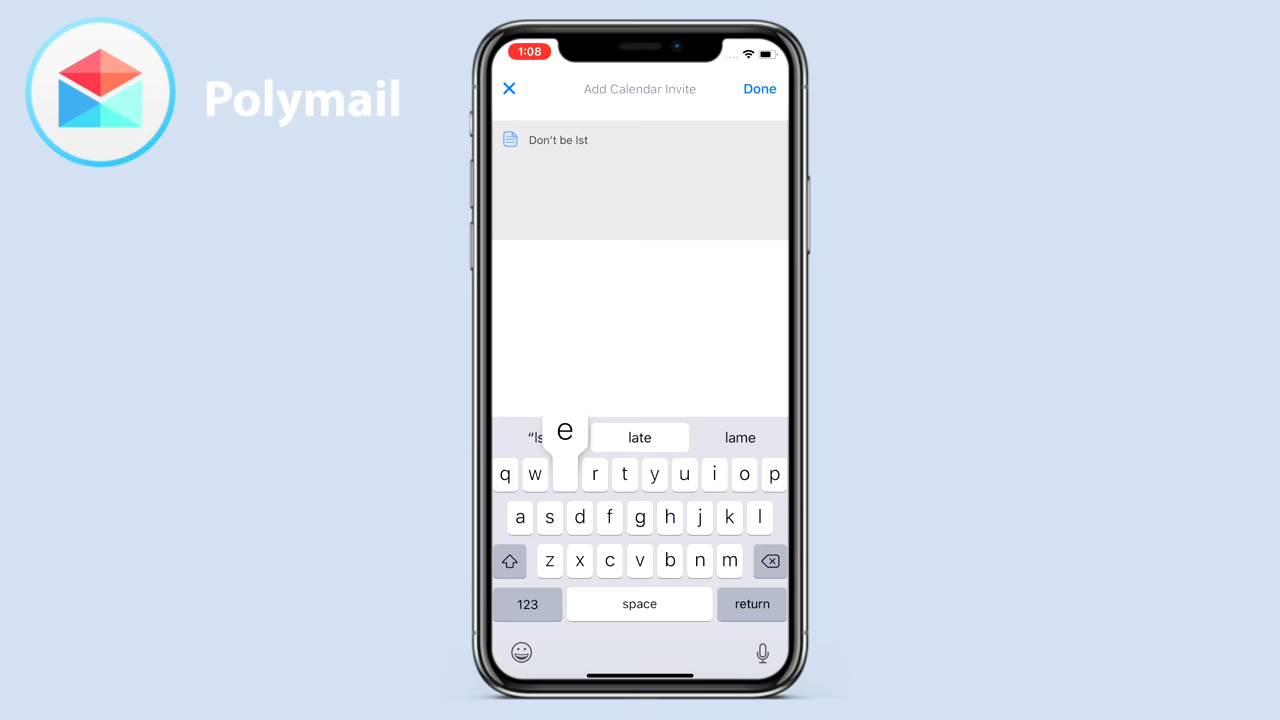 Polymail
1:08
Add Calendar Invite
Done
Don't be lst
e
late
lame
q w r t y u i o p
a s d f g h j k l
z x c v b n m
123 space return